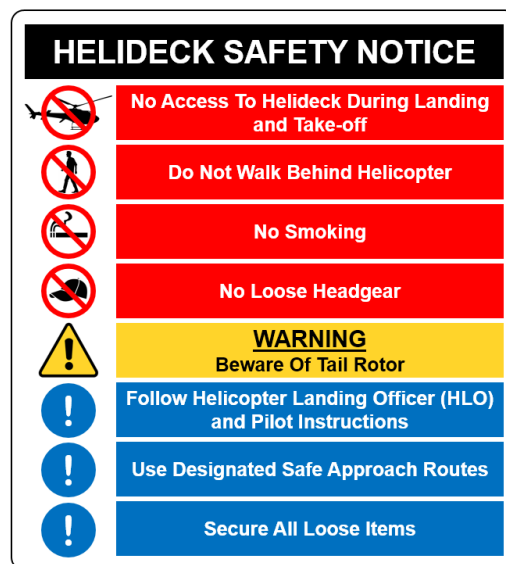 HELIDECK SAFETY NOTICE
No Access To Helideck During Landing
and Take-off
Do Not Walk Behind Helicopter
No Smoking
No Loose Headgear
WARNING
Beware Of Tail Rotor
Follow Helicopter Landing Officer (HLO)
and Pilot Instructions
Use Designated Safe Approach Routes
Secure All Loose Items